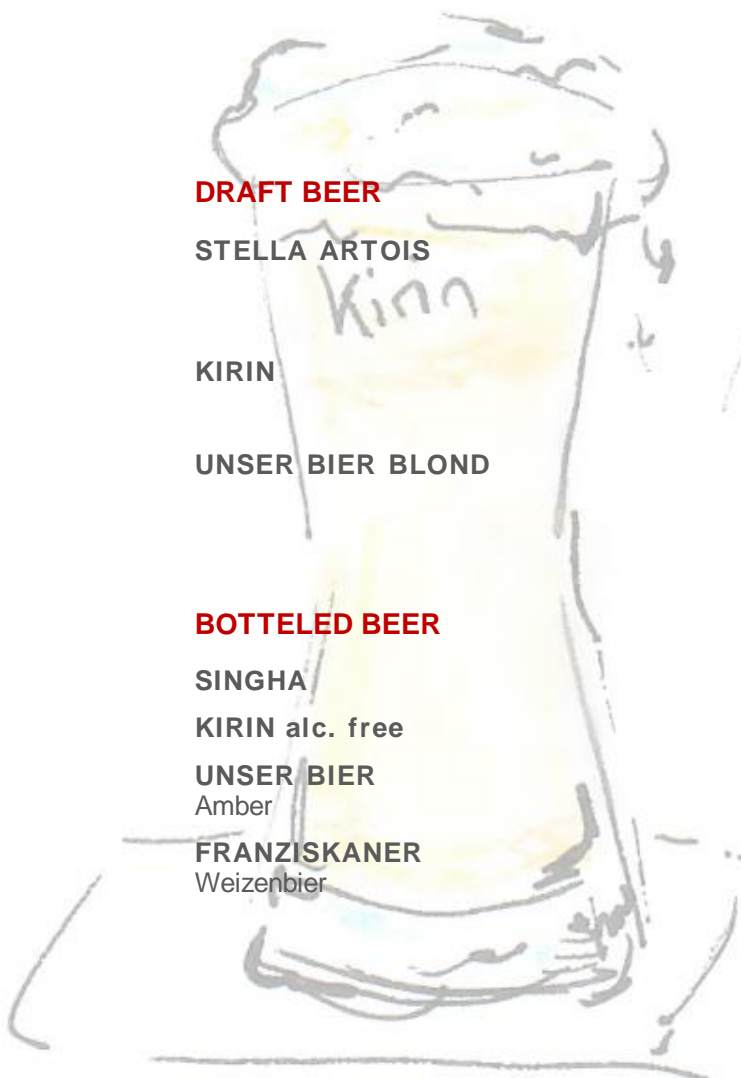 DRAFT BEER
STELLA ARTOIS
Kirin
KIRIN
UNSER BIER BLOND
BOTTELED BEER
SINGHA
KIRIN alc. free
UNSER BIER
Amber
FRANZISKANER
Weizenbier